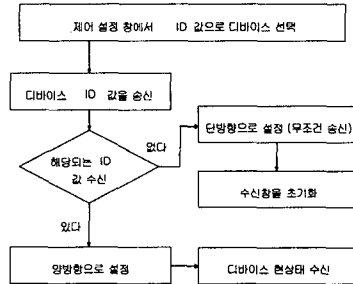 제어 설정 창에서 ID 값으로 디바이스 선택
디바이스 ID 값을 송신
해당되는 ID
값 수신
없다
단방향으로 설정 (무조건 송신)
수신창을 초기화
있다
양방향으로 설정
디바이스 현상태 수신